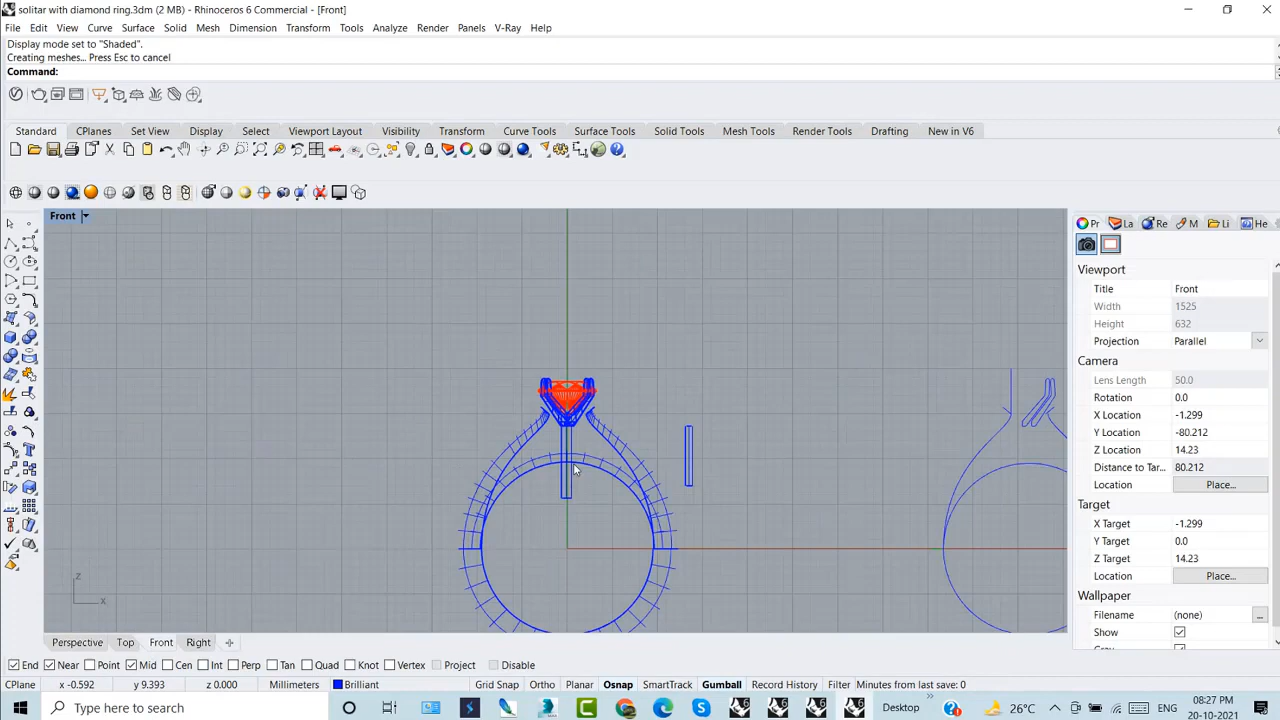 solitar with diamond ring.3dm (2 MB) - Rhinoceros 6 Commercial - [Front]
File Edit View Curve Surface Solid Mesh Dimension Transform Tools Analyze Render Panels V-Ray Help
Display mode set to "Shaded".
Creating meshes... Press Esc to cancel
Command:
Standard CPlanes Set View Display Select Viewport Layout Visibility Transform Curve Tools Surface Tools Solid Tools Mesh Tools Render Tools Drafting New in V6
Front
Pr La Re M Li He
Viewport
Title Front
Width 1525
Height 632
Projection Parallel
Camera
Lens Length 50.0
Rotation 0.0
X Location -1.299
Y Location -80.212
Z Location 14.23
Distance to Tar... 80.212
Location Place...
Target
X Target -1.299
Y Target 0.0
Z Target 14.23
Location Place...
Wallpaper
Filename (none) ...
Show
Gray
z
x
Perspective Top Front Right
End Near Point Mid Cen Int Perp Tan Quad Knot Vertex Project Disable
CPlane x -0.592 y 9.393 z 0.000 Millimeters Brilliant Grid Snap Ortho Planar Osnap SmartTrack Gumball Record History Filter Minutes from last save: 0
Type here to search Desktop 26°C ENG 08:27 PM
20-10-2021